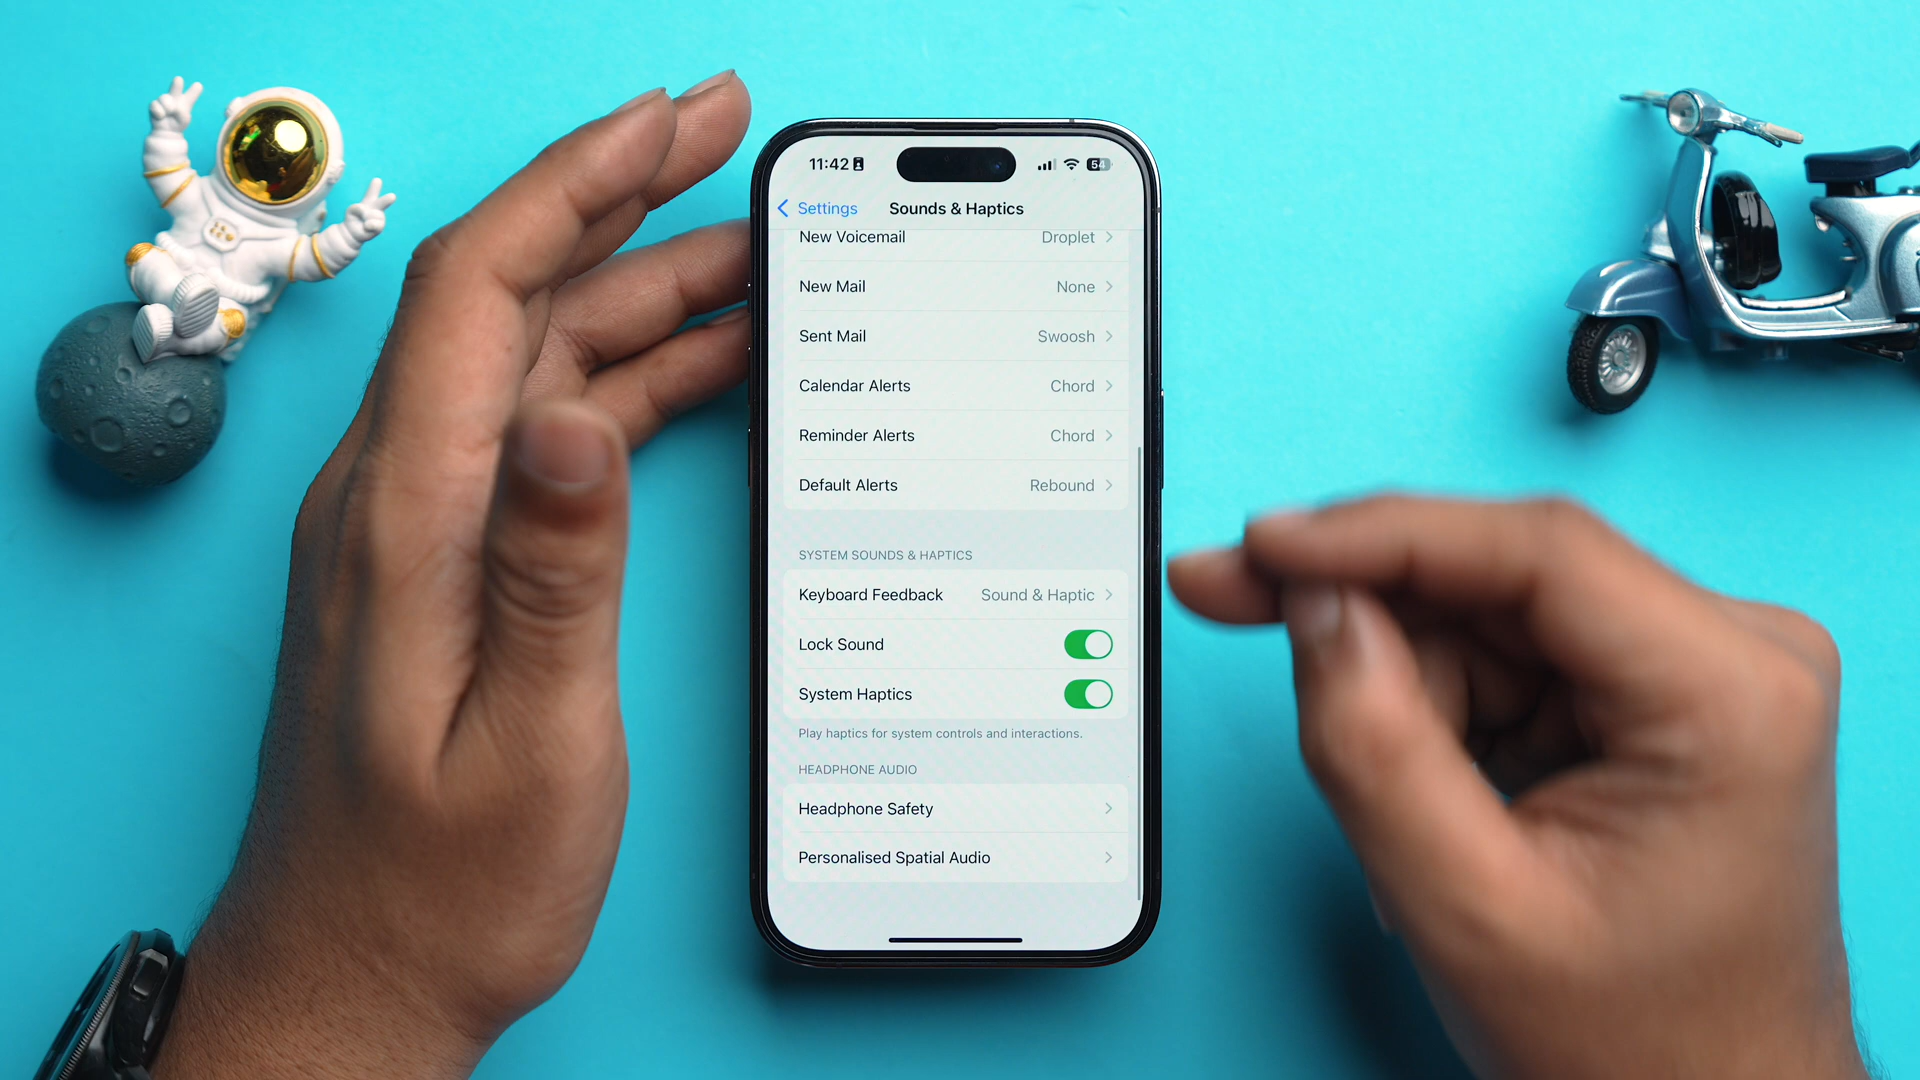 11:42 54
Settings Sounds & Haptics
New Voicemail Droplet
New Mail None
Sent Mail Swoosh
Calendar Alerts Chord
Reminder Alerts Chord
Default Alerts Rebound
SYSTEM SOUNDS & HAPTICS
Keyboard Feedback Sound & Haptic
Lock Sound
System Haptics
Play haptics for system controls and interactions.
HEADPHONE AUDIO
Headphone Safety
Personalised Spatial Audio